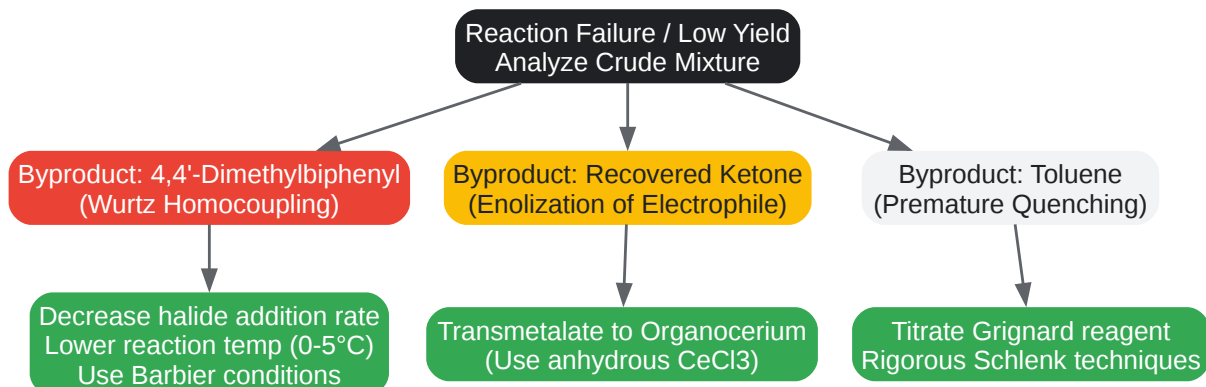 Reaction Failure / Low Yield
Analyze Crude Mixture
Byproduct: 4,4'-Dimethylbiphenyl
(Wurtz Homocoupling)
Byproduct: Recovered Ketone
(Enolization of Electrophile)
Byproduct: Toluene
(Premature Quenching)
Decrease halide addition rate
Lower reaction temp (0-5°C)
Use Barbier conditions
Transmetalate to Organocerium
(Use anhydrous CeCl3)
Titrate Grignard reagent
Rigorous Schlenk techniques